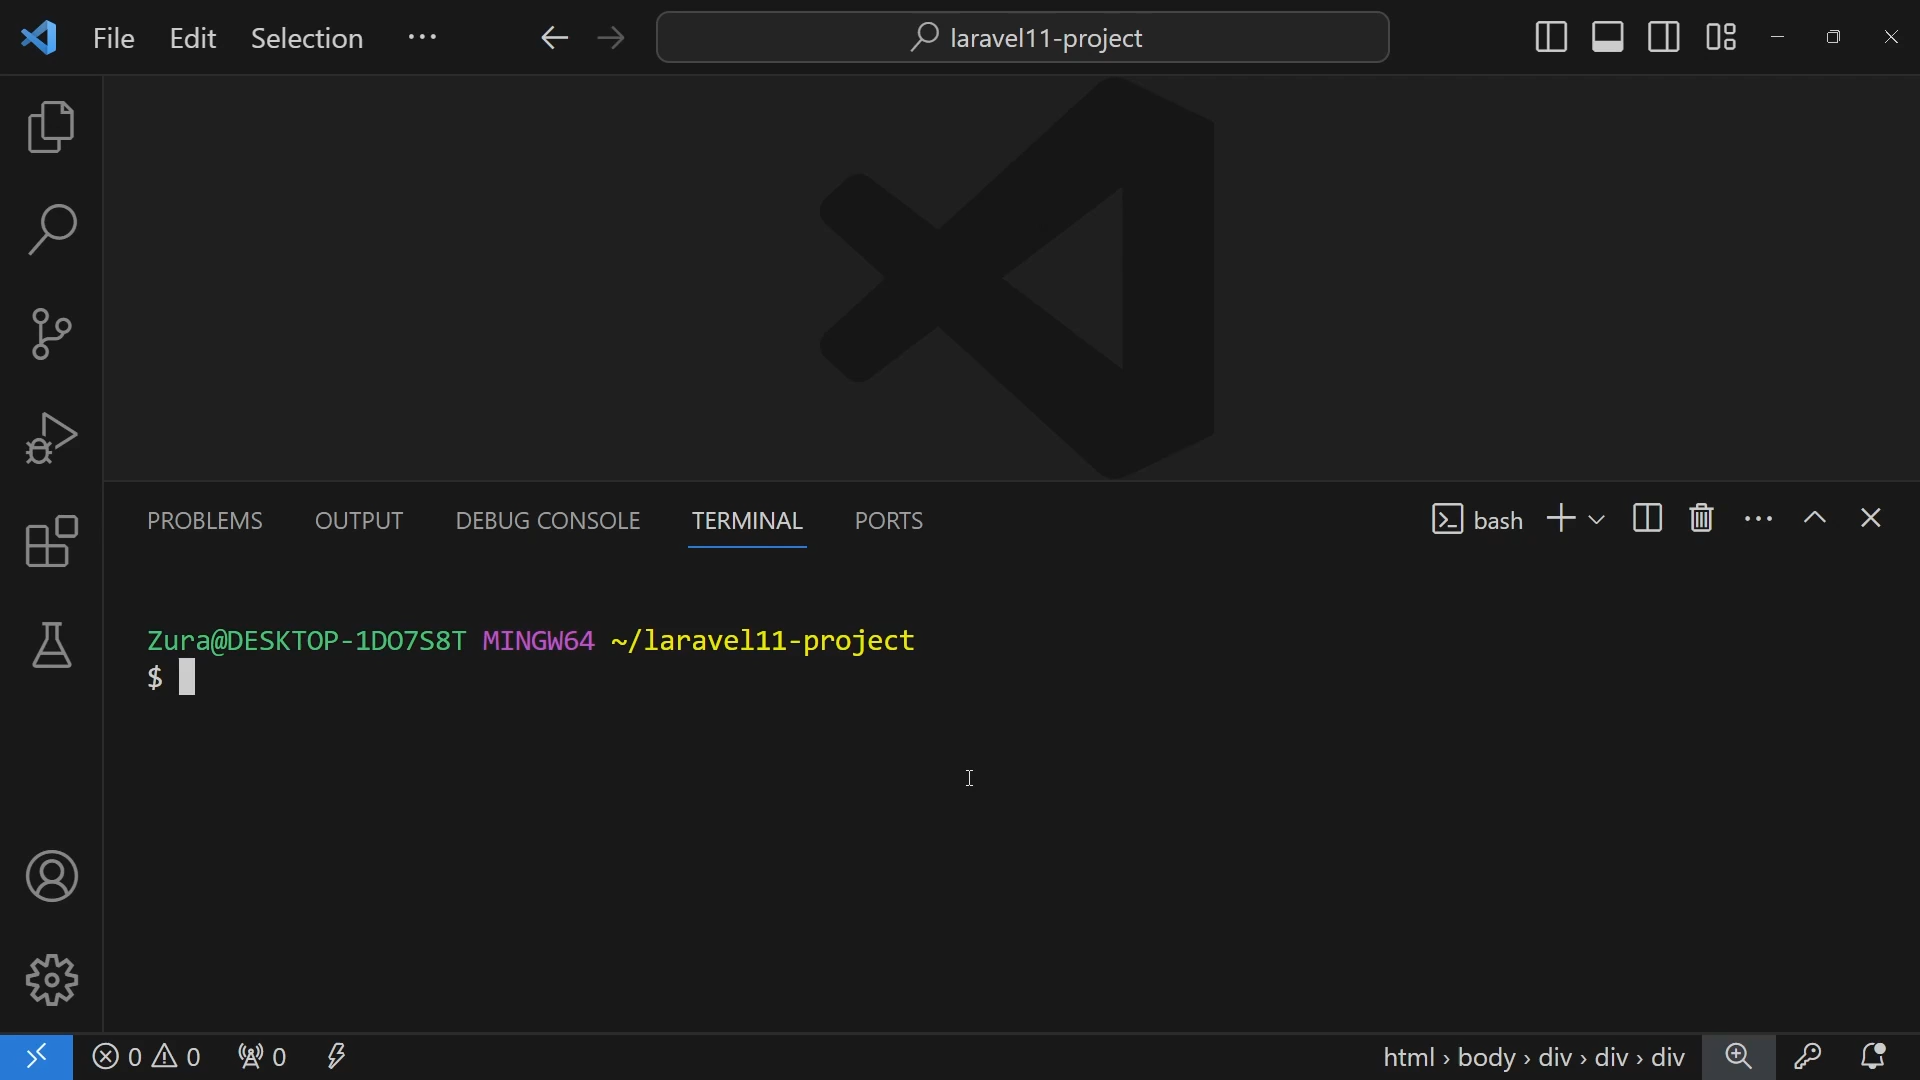 File Edit Selection ···
laravel11-project
PROBLEMS OUTPUT DEBUG CONSOLE TERMINAL PORTS
bash
Zura@DESKTOP-1DO7S8T MINGW64 ~/laravel11-project
$
0 0 0
html › body › div › div › div